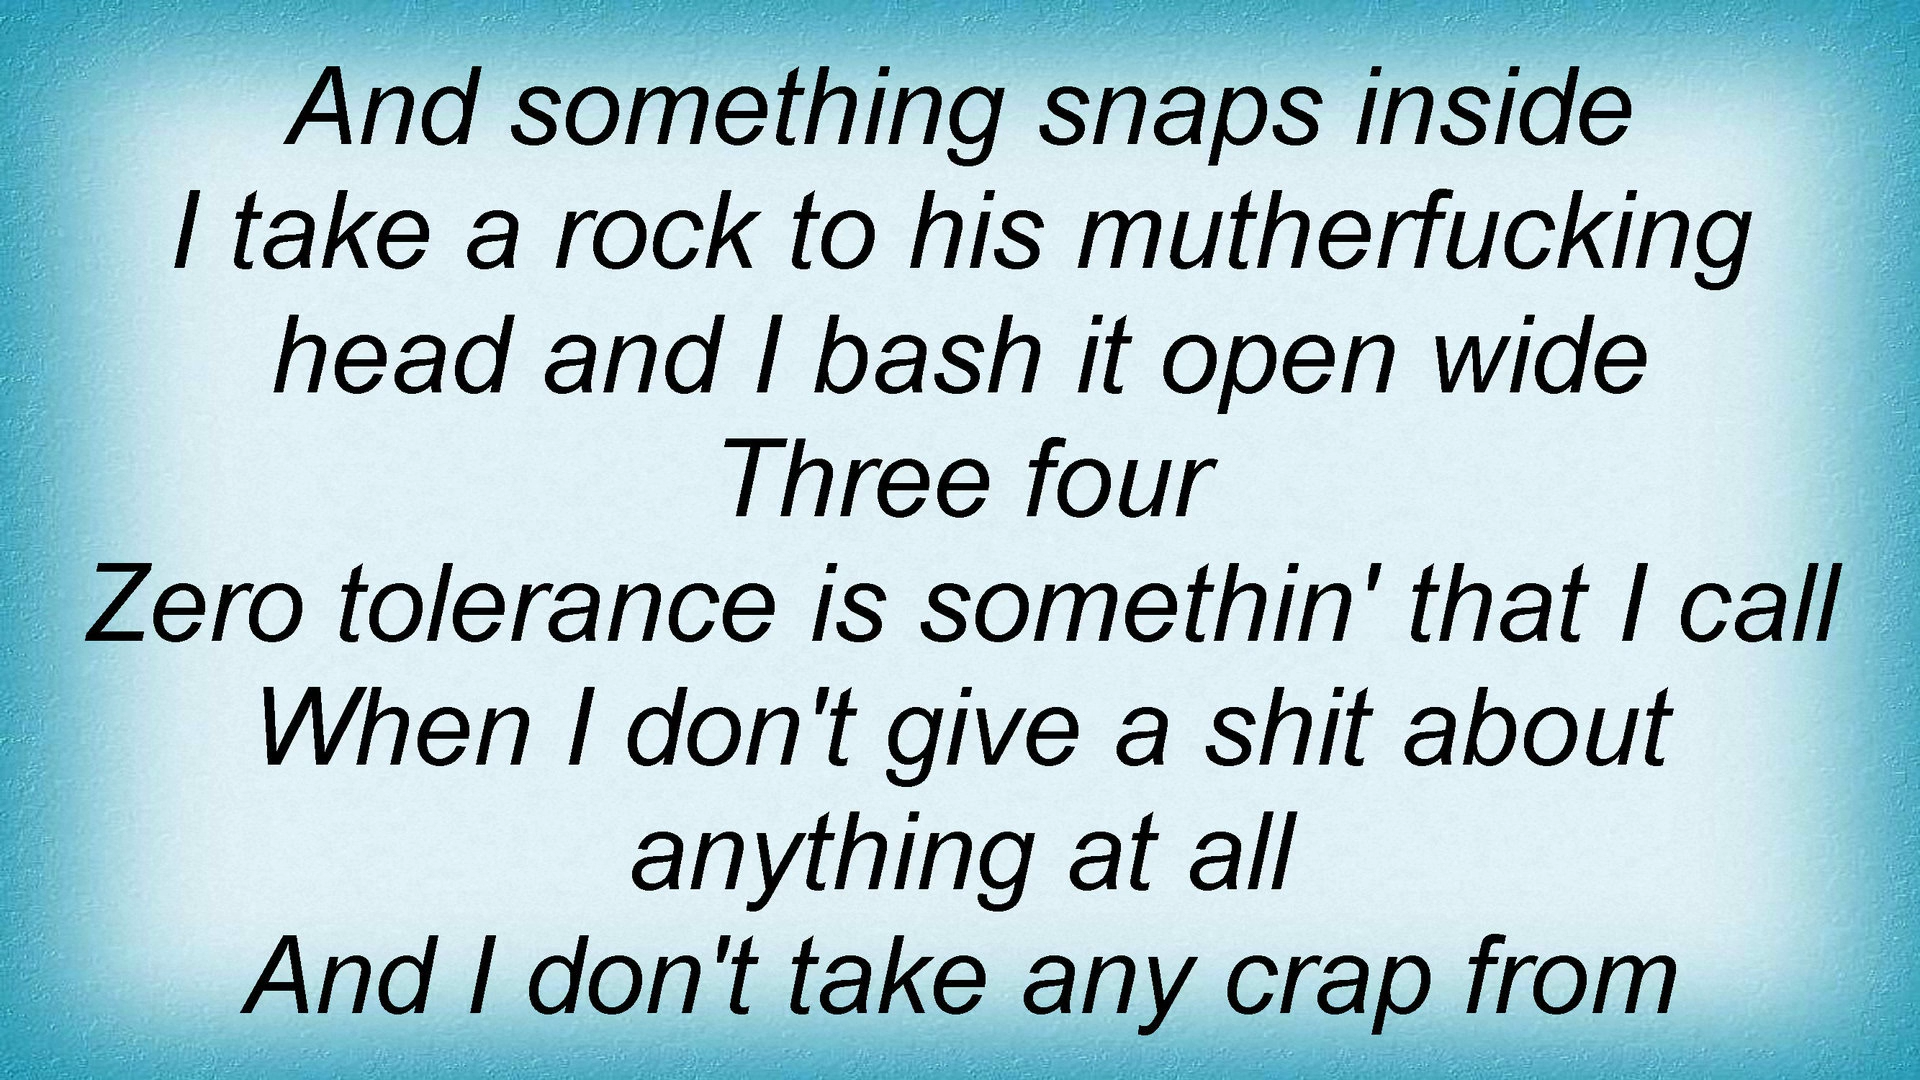 And something snaps inside
I take a rock to his mutherfucking
head and I bash it open wide
Three four
Zero tolerance is somethin' that I call
When I don't give a shit about
anything at all
And I don't take any crap from